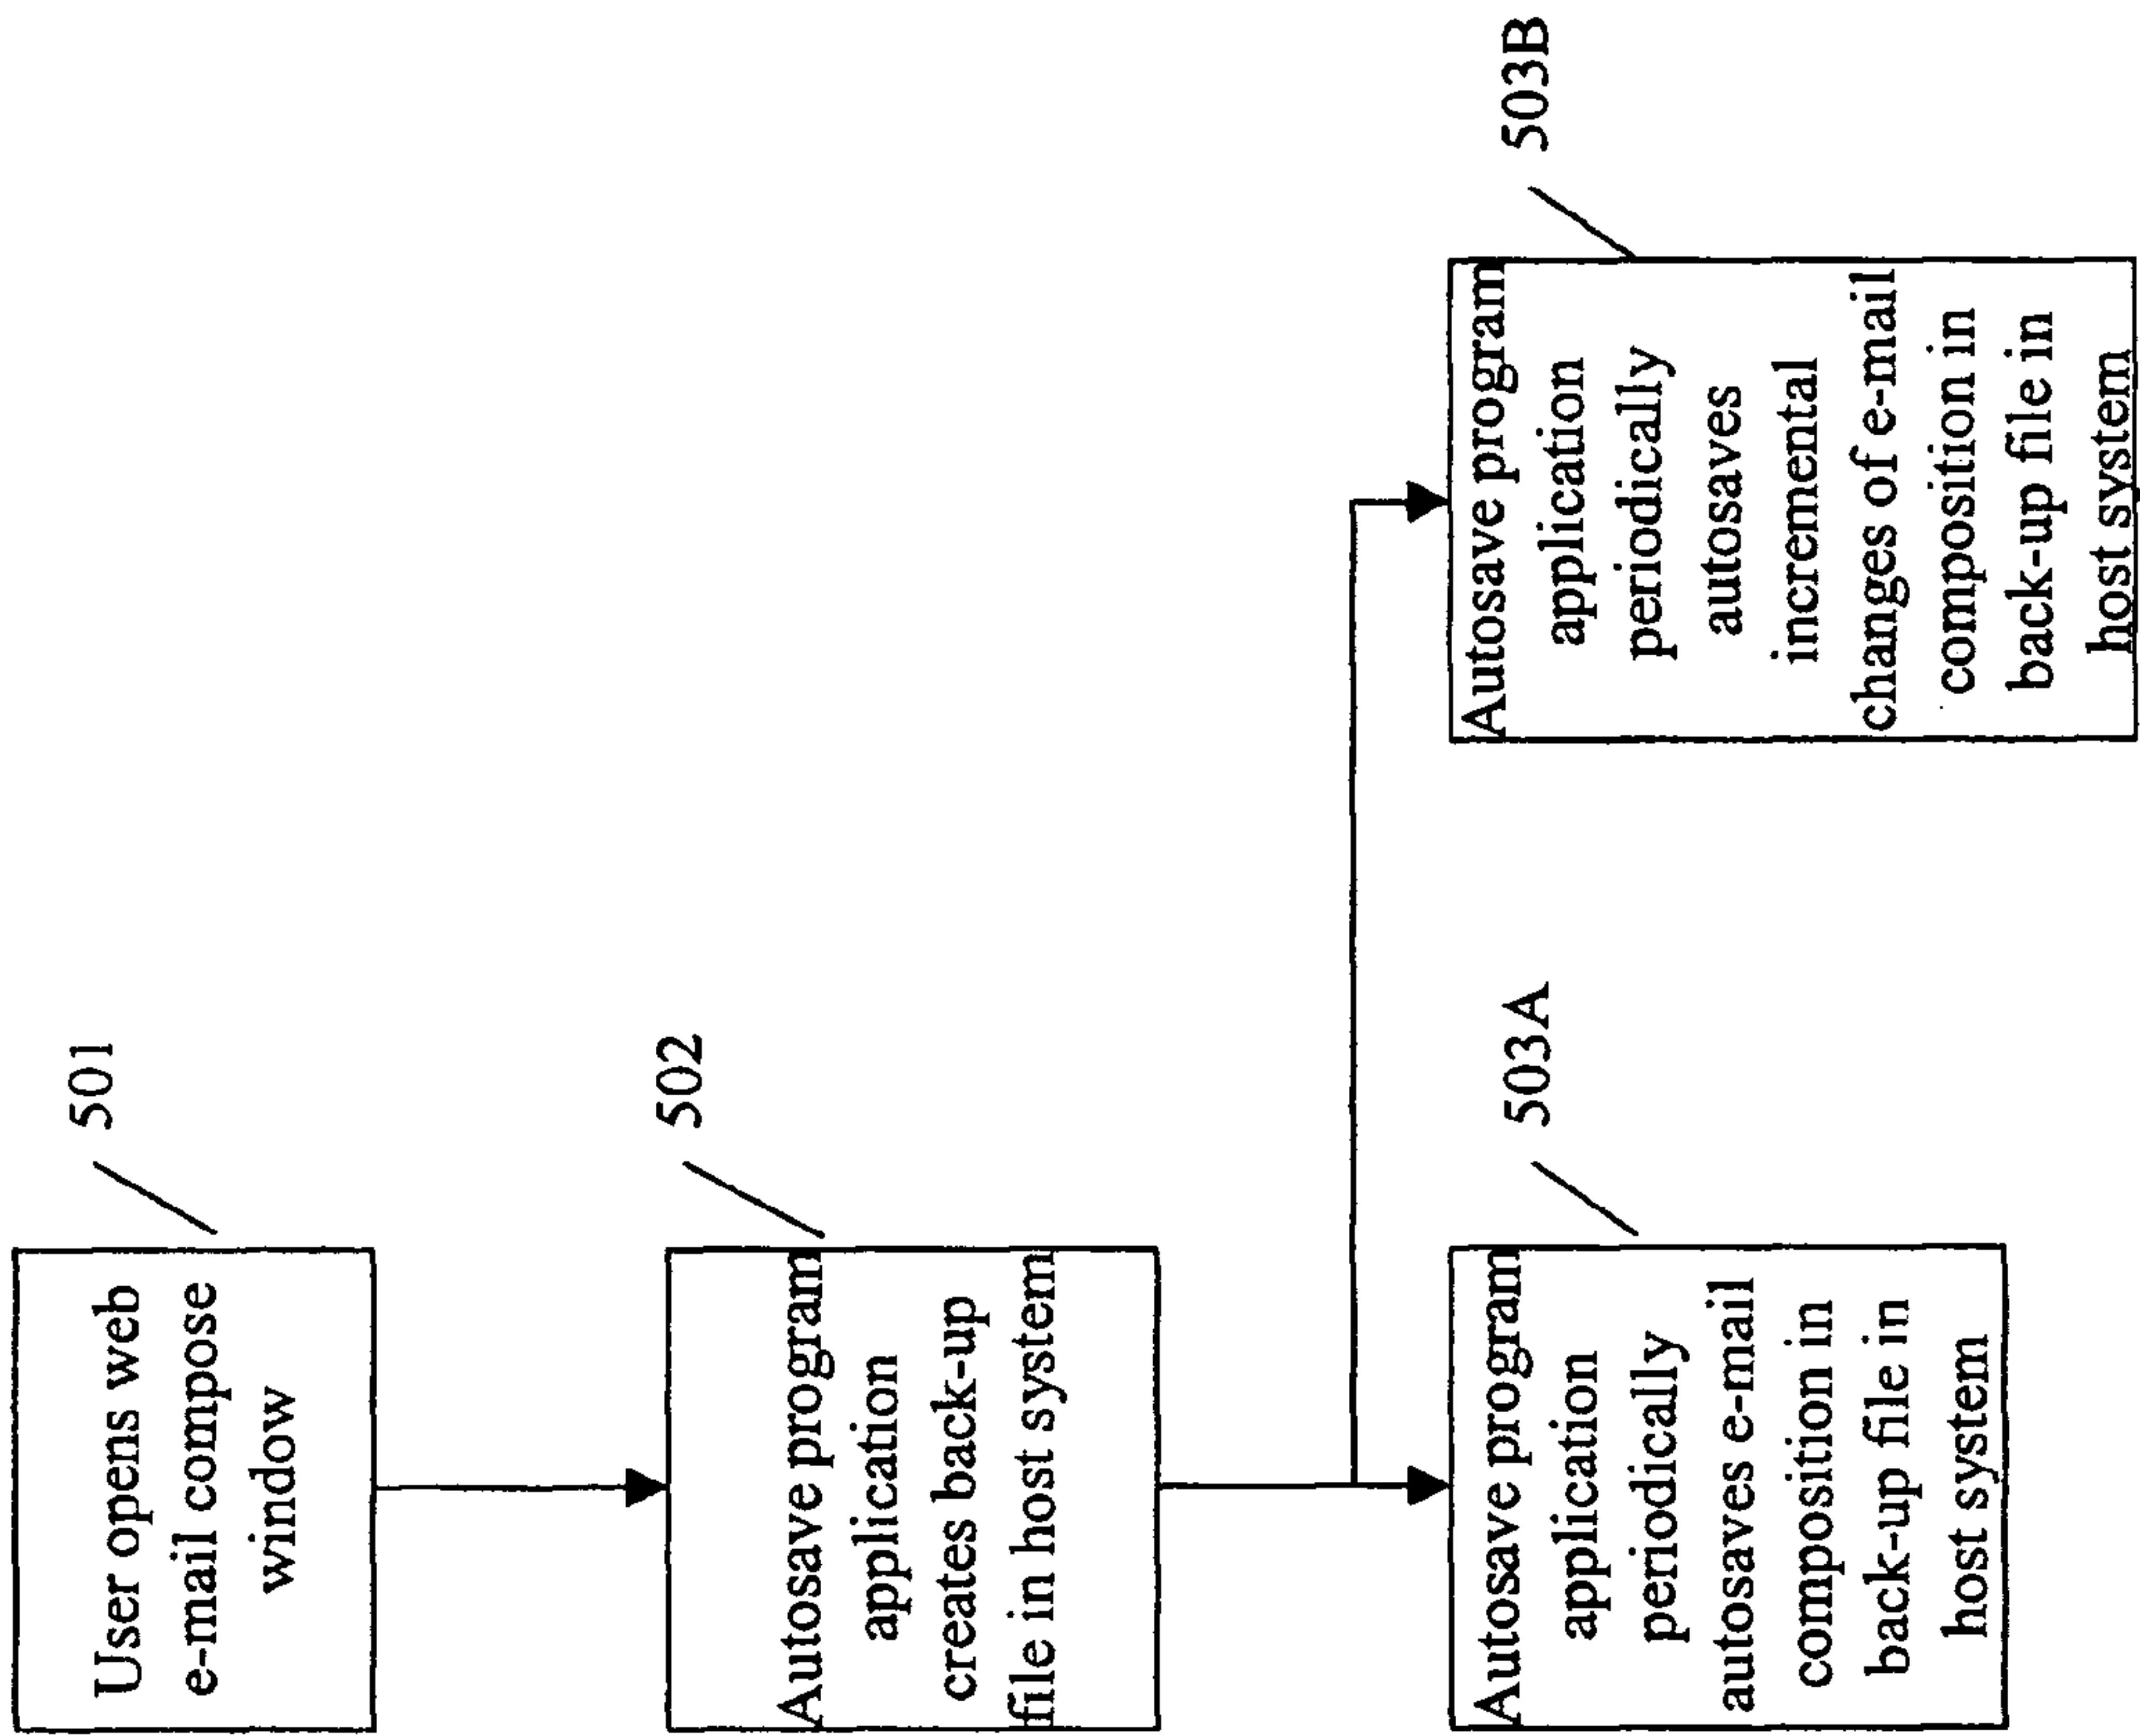 501
User opens web
e-mail compose
window
502
Autosave program
application
creates back-up
file in host system
503A
Autosave program
application
periodically
autosaves e-mail
composition in
back-up file in
host system
503B
Autosave program
application
periodically
autosaves
incremental
changes of e-mail
composition in
back-up file in
host system